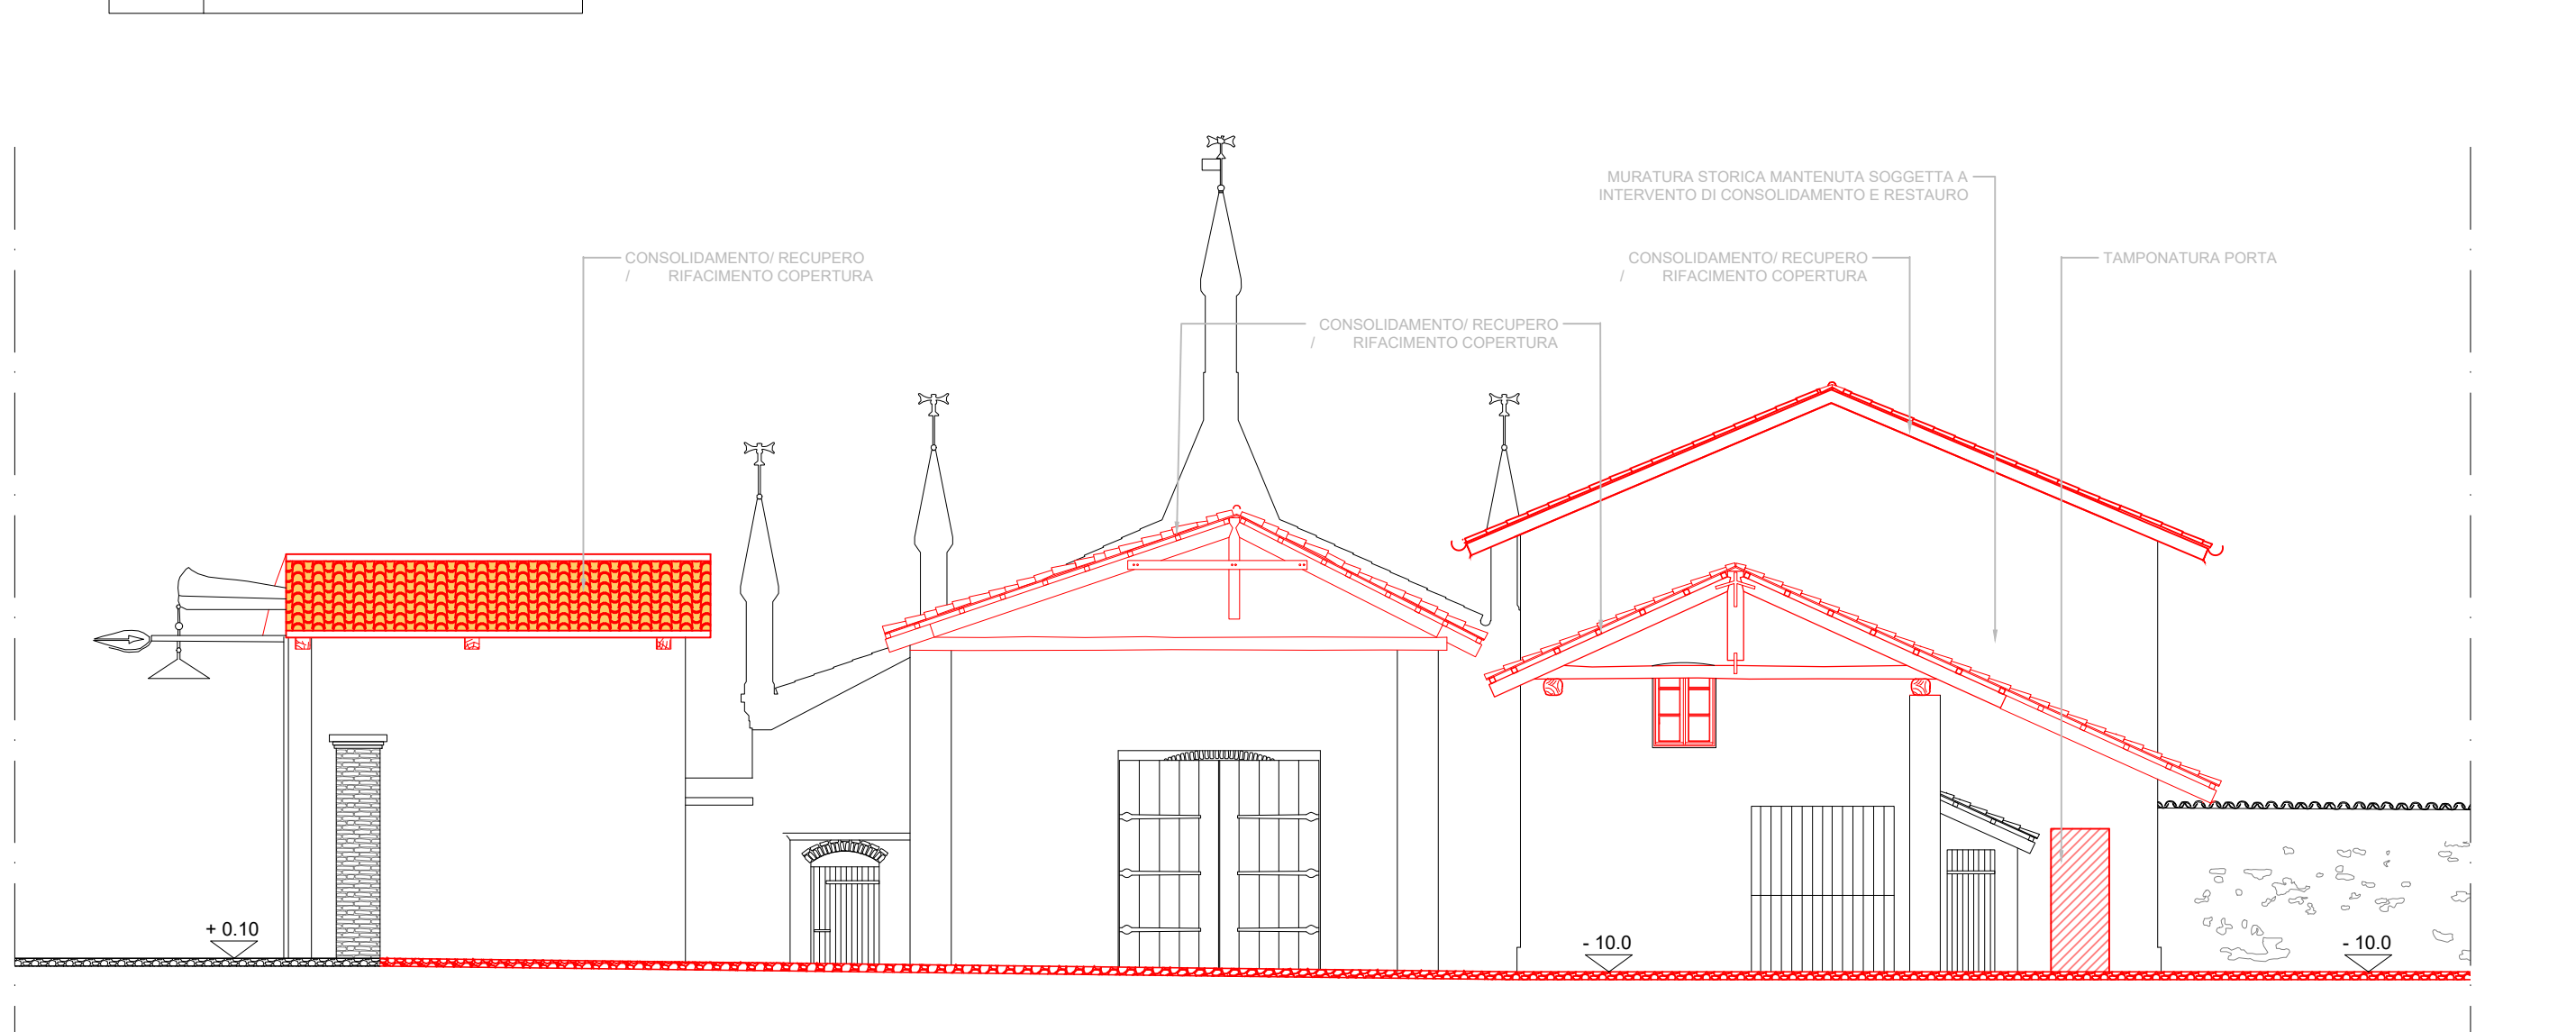 MURATURA STORICA MANTENUTA SOGGETTA A
INTERVENTO DI CONSOLIDAMENTO E RESTAURO
CONSOLIDAMENTO/ RECUPERO
/ RIFACIMENTO COPERTURA
CONSOLIDAMENTO/ RECUPERO
/ RIFACIMENTO COPERTURA
TAMPONATURA PORTA
CONSOLIDAMENTO/ RECUPERO
/ RIFACIMENTO COPERTURA
+ 0.10
- 10.0
- 10.0